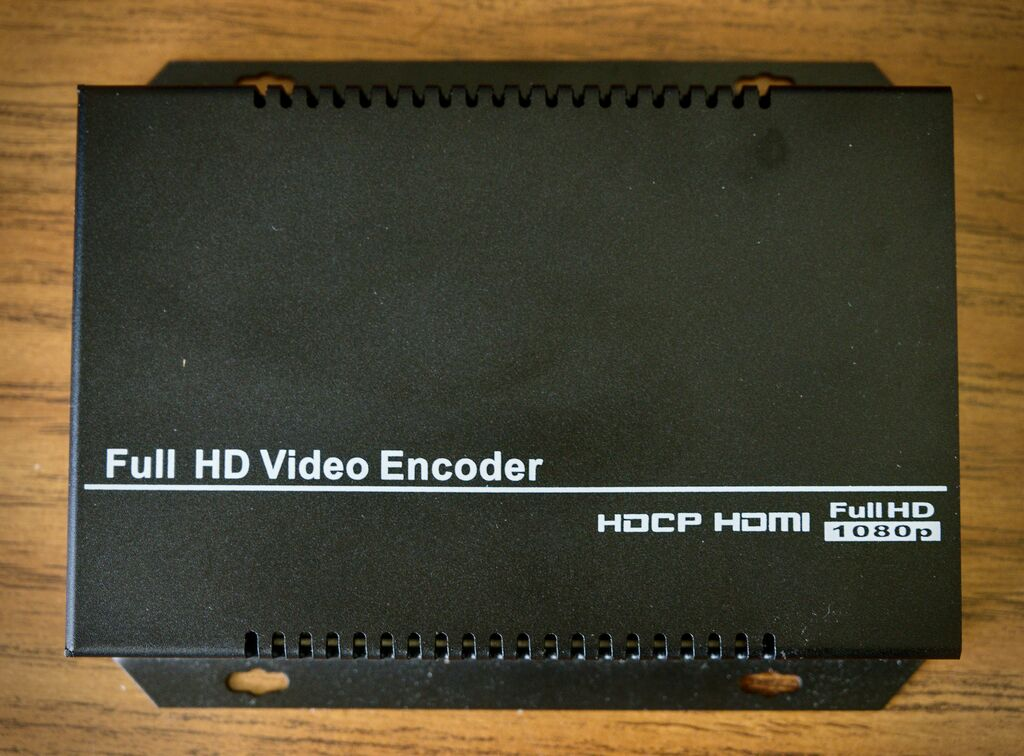 Full HD Video Encoder
HDCP HDMI Full HD
1080p